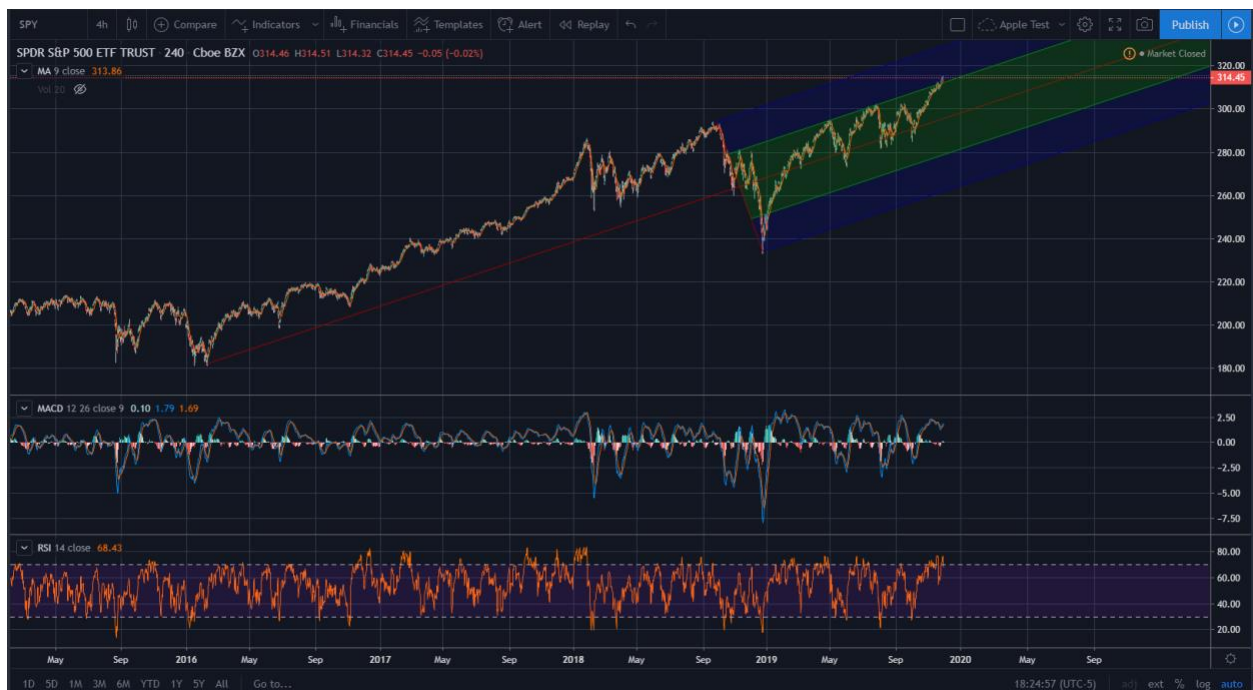 SPY 4h Compare Indicators Financials Templates Alert Replay Apple Test Publish
SPDR S&P 500 ETF TRUST · 240 · Cboe BZX O314.46 H314.51 L314.32 C314.45 −0.05 (−0.02%)
Market Closed
MA 9 close 313.86
Vol 20
320.00
314.45
300.00
280.00
260.00
240.00
220.00
200.00
180.00
MACD 12 26 close 9 0.10 1.79 1.69
2.50
0.00
−2.50
−5.00
−7.50
RSI 14 close 68.43
80.00
60.00
40.00
20.00
May Sep 2016 May Sep 2017 May Sep 2018 May Sep 2019 May Sep 2020 May Sep
1D 5D 1M 3M 6M YTD 1Y 5Y All Go to... 18:24:57 (UTC-5) adj ext % log auto